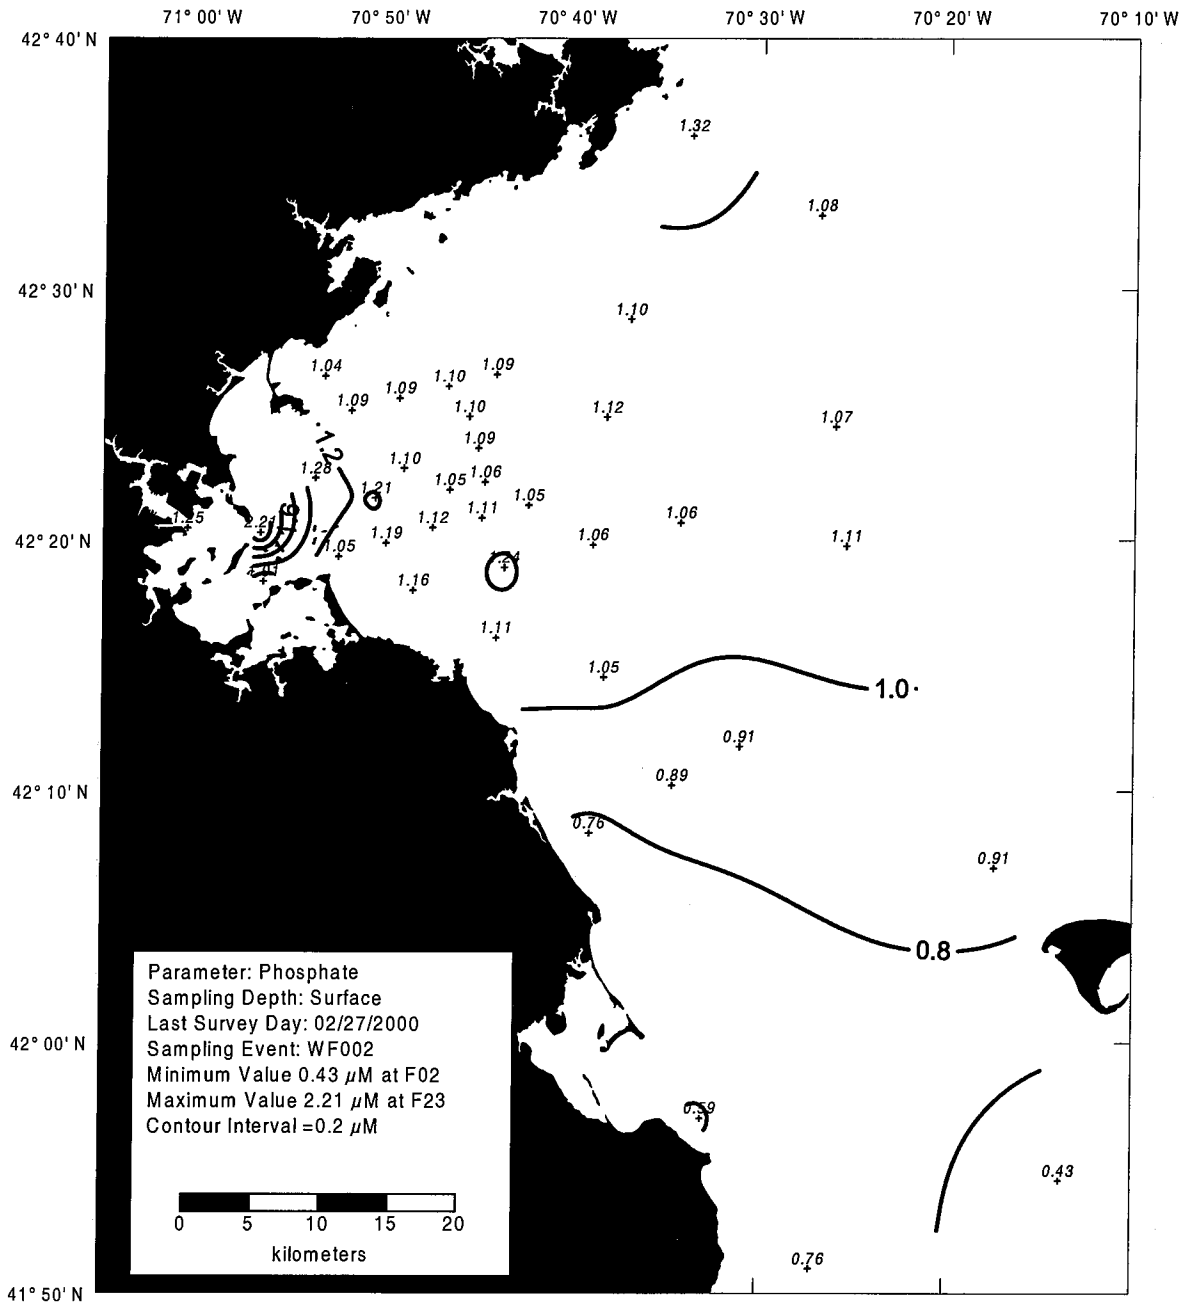 71° 00' W 70° 50' W 70° 40' W 70° 30' W 70° 20' W 70° 10' W
42° 40' N
1.32
1.08
42° 30' N
1.10
1.04 1.09
1.10
1.09 1.09
1.10 1.12 1.07
1.2
1.09
1.28 1.10
1.05 1.06
1.21 1.05
1.6
1.25 2.21 1.12 1.11 1.06
1.19 1.06 1.11
42° 20' N
1.05
1.16
1.11
1.05
1.0
0.91
0.89
42° 10' N
0.76
0.91
0.8
Parameter: Phosphate
Sampling Depth: Surface
Last Survey Day: 02/27/2000
42° 00' N
Sampling Event: WF002
Minimum Value 0.43 µM at F02
Maximum Value 2.21 µM at F23
Contour Interval =0.2 µM
0.59
0.43
0 5 10 15 20
kilometers
0.76
41° 50' N